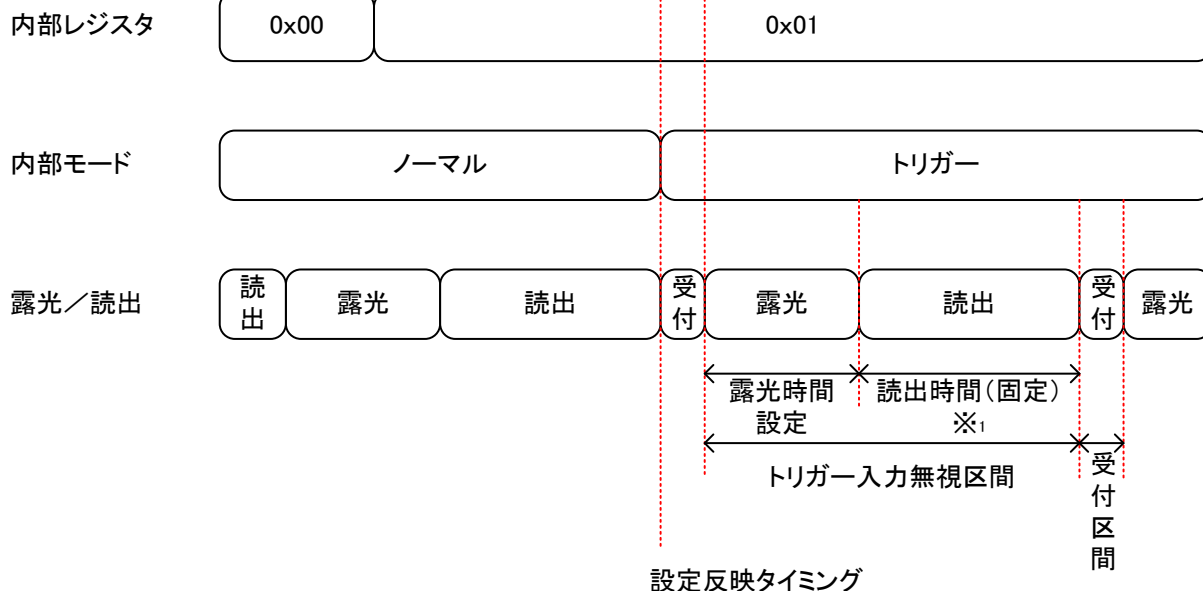 内部レジスタ 0x00 0x01
内部モード ノーマル トリガー
露光／読出 読出 露光 読出 受付 露光 読出 受付 露光
露光時間 読出時間（固定）
設定 ※1
トリガー入力無視区間 受付区間
設定反映タイミング